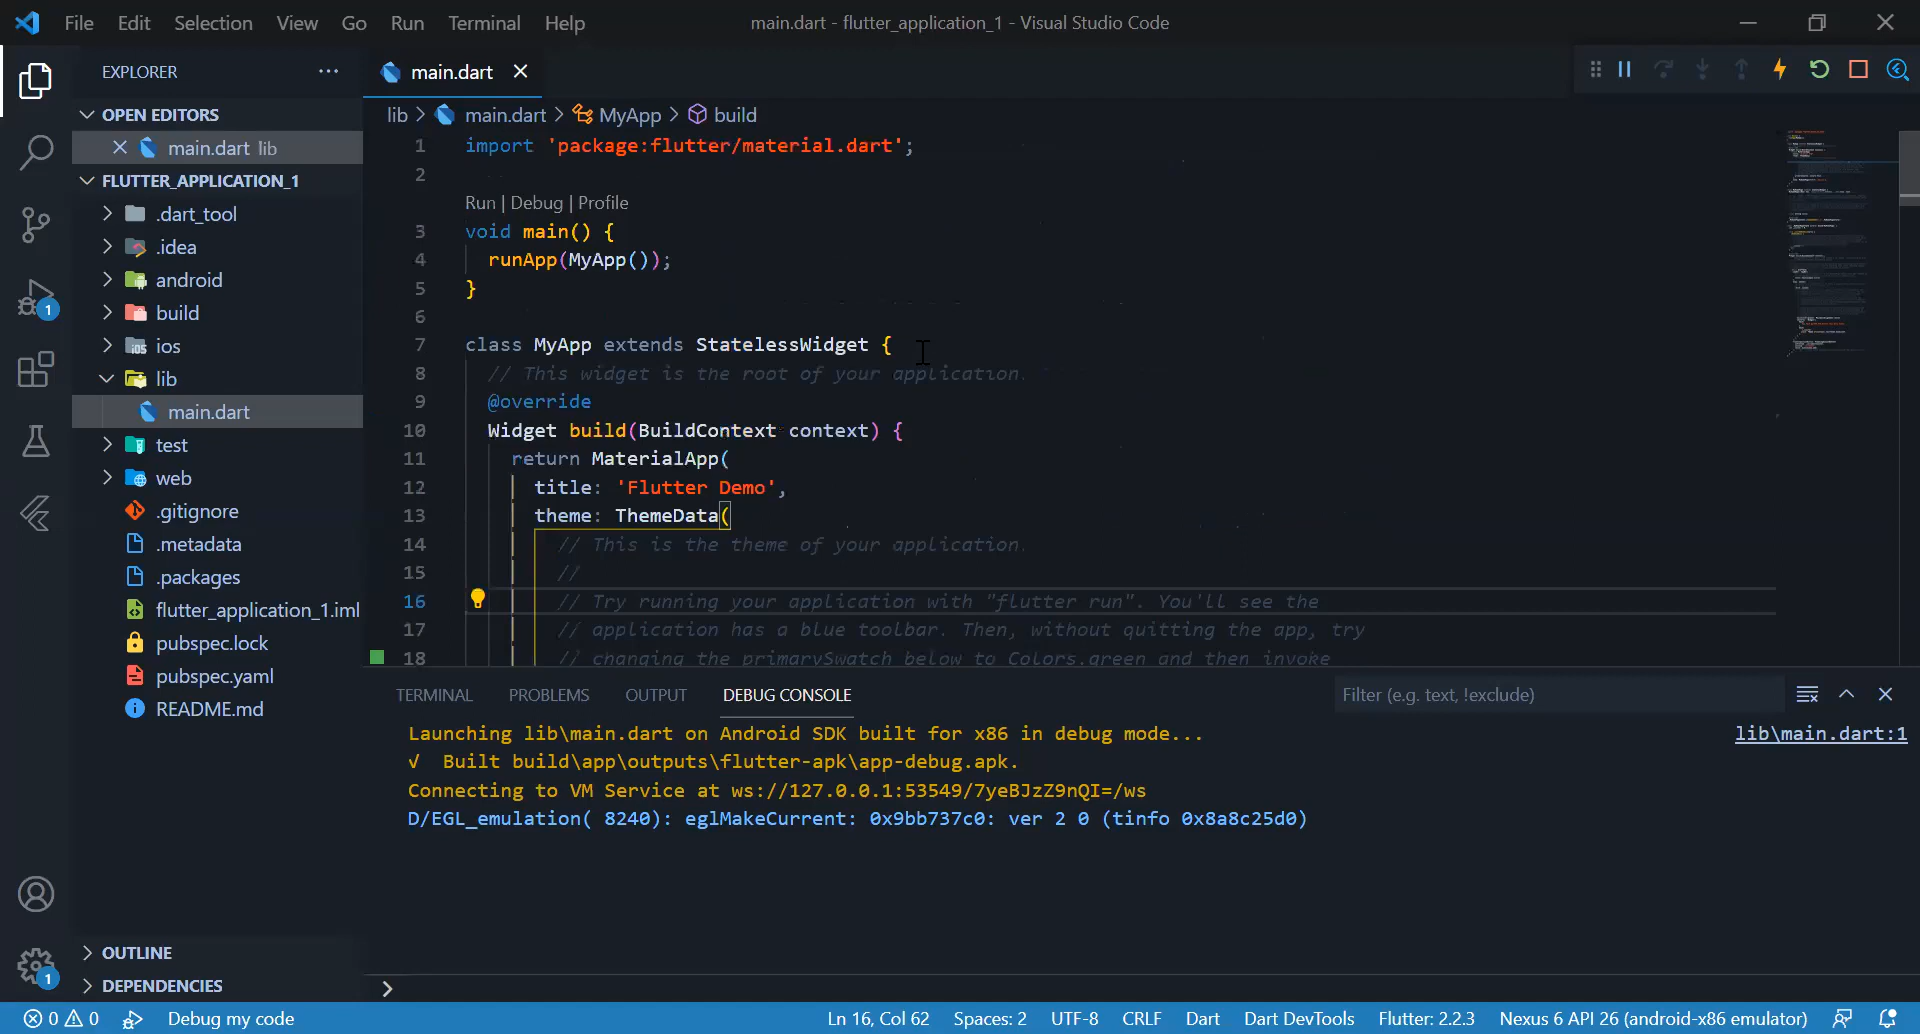 File Edit Selection View Go Run Terminal Help
main.dart - flutter_application_1 - Visual Studio Code
EXPLORER
OPEN EDITORS
main.dart lib
FLUTTER_APPLICATION_1
.dart_tool
.idea
android
build
ios
lib
main.dart
test
web
.gitignore
.metadata
.packages
flutter_application_1.iml
pubspec.lock
pubspec.yaml
README.md
OUTLINE
DEPENDENCIES
1
1
main.dart
lib > main.dart > MyApp > build
1 import 'package:flutter/material.dart';
2
Run | Debug | Profile
3 void main() {
4 runApp(MyApp());
5 }
6
7 class MyApp extends StatelessWidget {
8 // This widget is the root of your application.
9 @override
10 Widget build(BuildContext context) {
11 return MaterialApp(
12 title: 'Flutter Demo',
13 theme: ThemeData(
14 // This is the theme of your application.
15 //
16 // Try running your application with "flutter run". You'll see the
17 // application has a blue toolbar. Then, without quitting the app, try
18 // changing the primarySwatch below to Colors.green and then invoke
TERMINAL PROBLEMS OUTPUT DEBUG CONSOLE
Filter (e.g. text, !exclude)
Launching lib\main.dart on Android SDK built for x86 in debug mode...
lib\main.dart:1
√ Built build\app\outputs\flutter-apk\app-debug.apk.
Connecting to VM Service at ws://127.0.0.1:53549/7yeBJzZ9nQI=/ws
D/EGL_emulation( 8240): eglMakeCurrent: 0x9bb737c0: ver 2 0 (tinfo 0x8a8c25d0)
>
0 0 Debug my code
Ln 16, Col 62 Spaces: 2 UTF-8 CRLF Dart Dart DevTools Flutter: 2.2.3 Nexus 6 API 26 (android-x86 emulator)